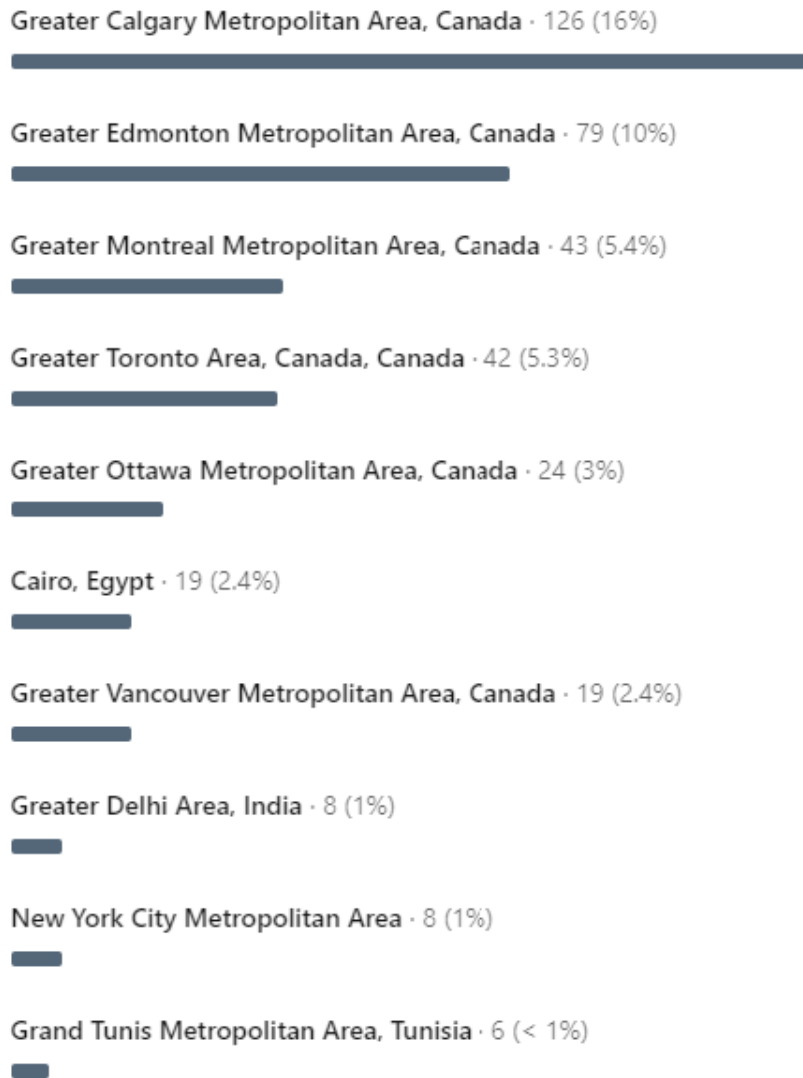 Greater Calgary Metropolitan Area, Canada · 126 (16%)
Greater Edmonton Metropolitan Area, Canada · 79 (10%)
Greater Montreal Metropolitan Area, Canada · 43 (5.4%)
Greater Toronto Area, Canada, Canada · 42 (5.3%)
Greater Ottawa Metropolitan Area, Canada · 24 (3%)
Cairo, Egypt · 19 (2.4%)
Greater Vancouver Metropolitan Area, Canada · 19 (2.4%)
Greater Delhi Area, India · 8 (1%)
New York City Metropolitan Area · 8 (1%)
Grand Tunis Metropolitan Area, Tunisia · 6 (< 1%)